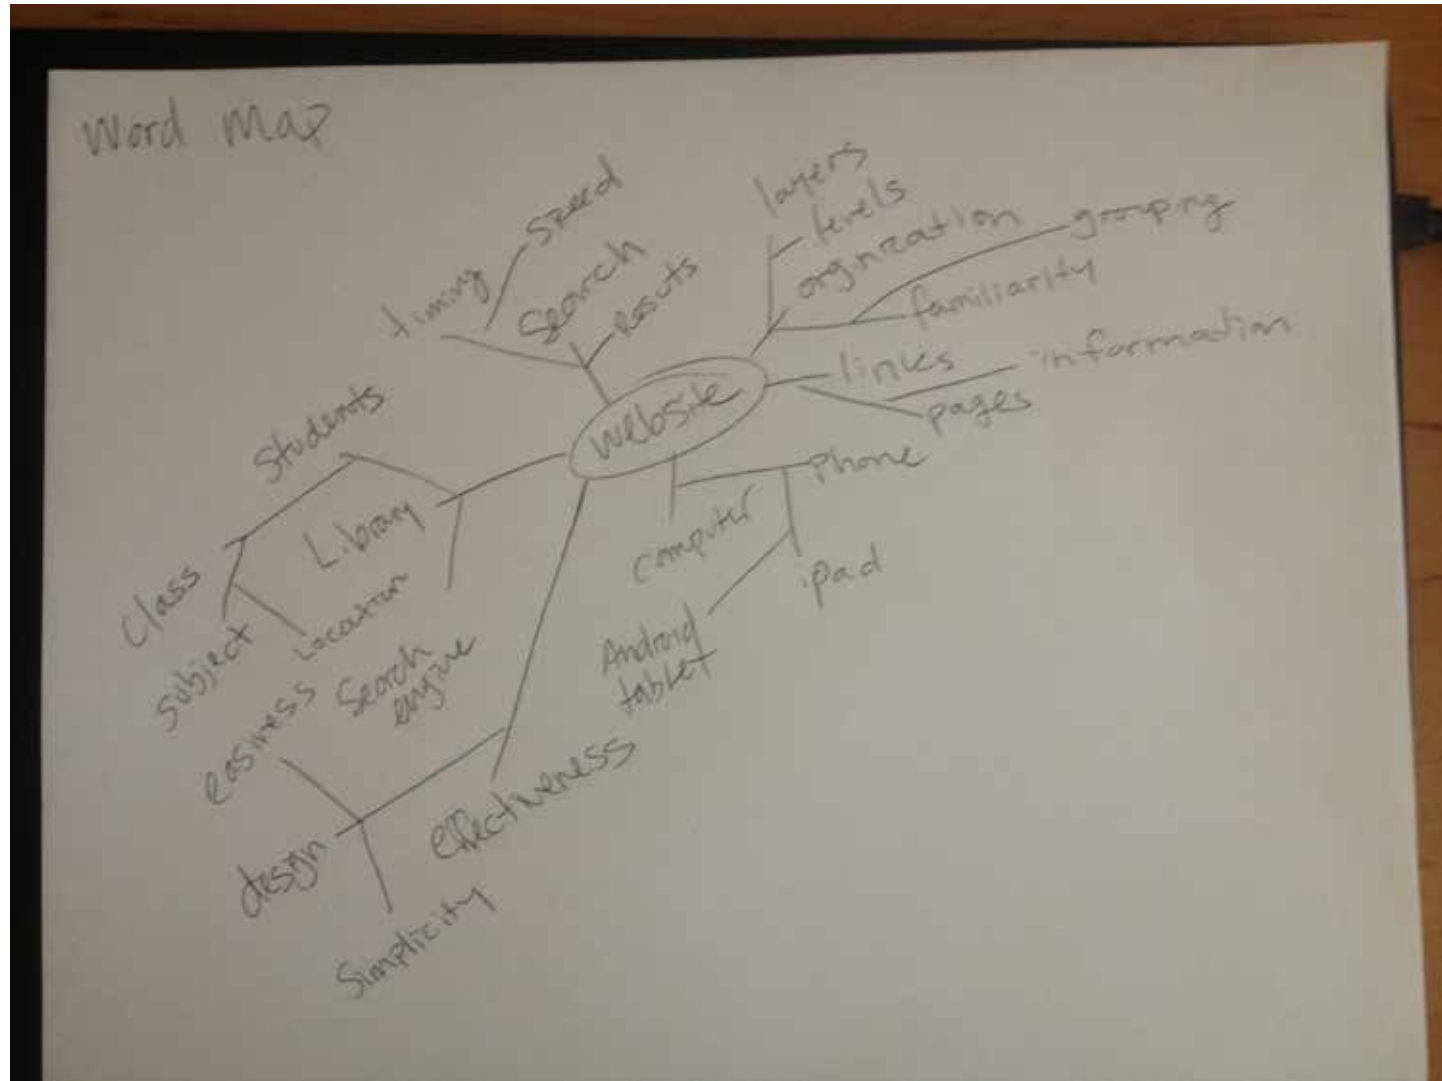 Word Map
layers
levels
orgnization
grouping
familiarity
speed
timing
Search
Resuts
links
information
pages
website
students
phone
Library
computer
ipad
Class
subject
Location
Search
engine
Android
tablet
easiness
effectiveness
design
Simplicity